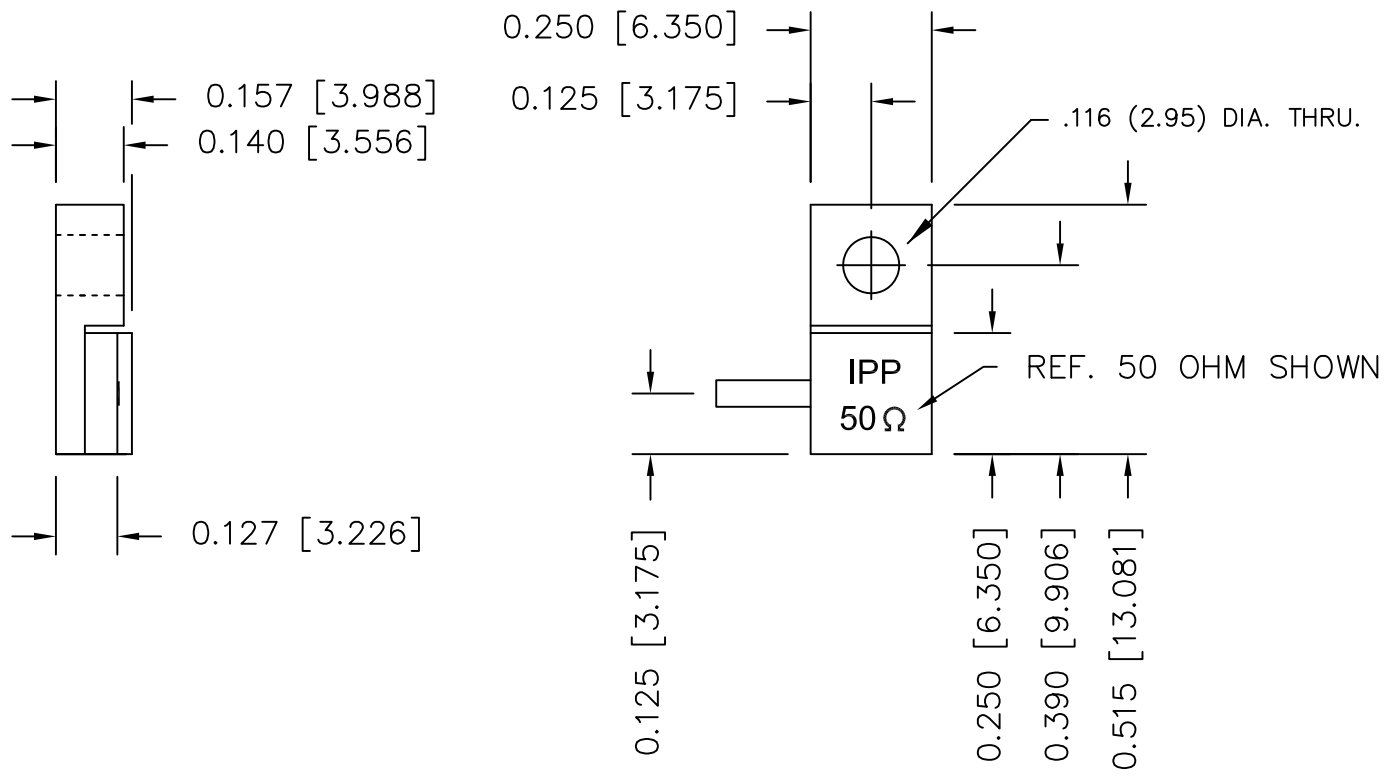 0.250 [6.350]
0.157 [3.988]
0.125 [3.175]
.116 (2.95) DIA. THRU.
0.140 [3.556]
IPP
REF. 50 OHM SHOWN
50Ω
0.127 [3.226]
0.125 [3.175]
0.250 [6.350]
0.390 [9.906]
0.515 [13.081]